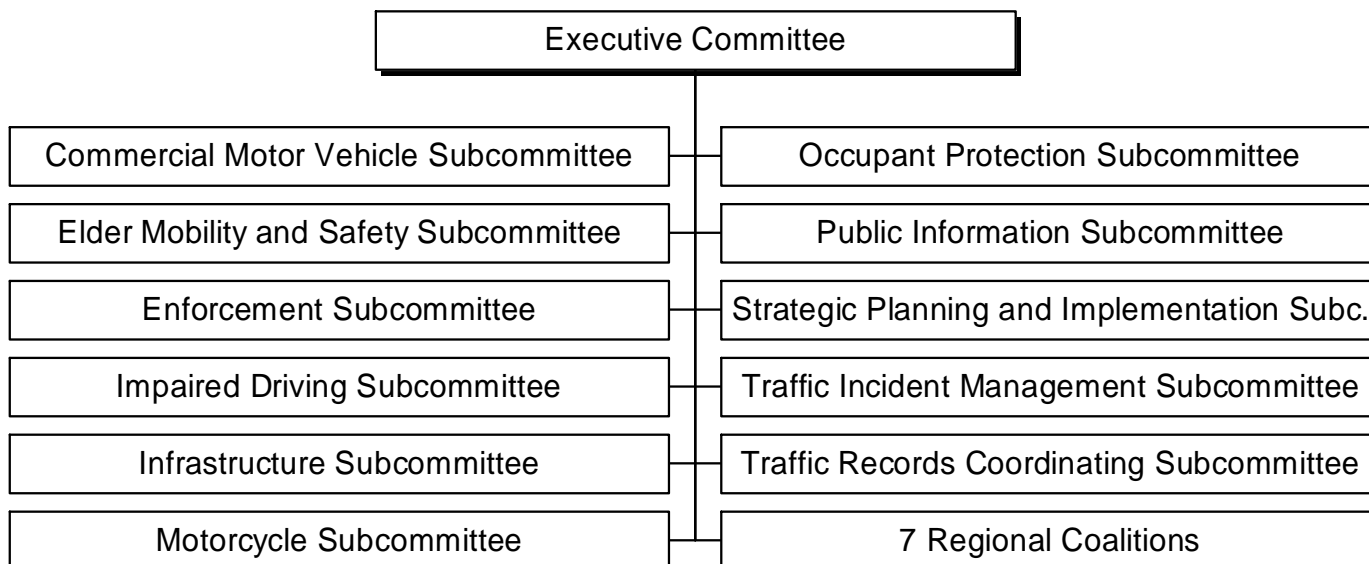 Executive Committee
Commercial Motor Vehicle Subcommittee
Occupant Protection Subcommittee
Elder Mobility and Safety Subcommittee
Public Information Subcommittee
Enforcement Subcommittee
Strategic Planning and Implementation Subc.
Impaired Driving Subcommittee
Traffic Incident Management Subcommittee
Infrastructure Subcommittee
Traffic Records Coordinating Subcommittee
Motorcycle Subcommittee
7 Regional Coalitions